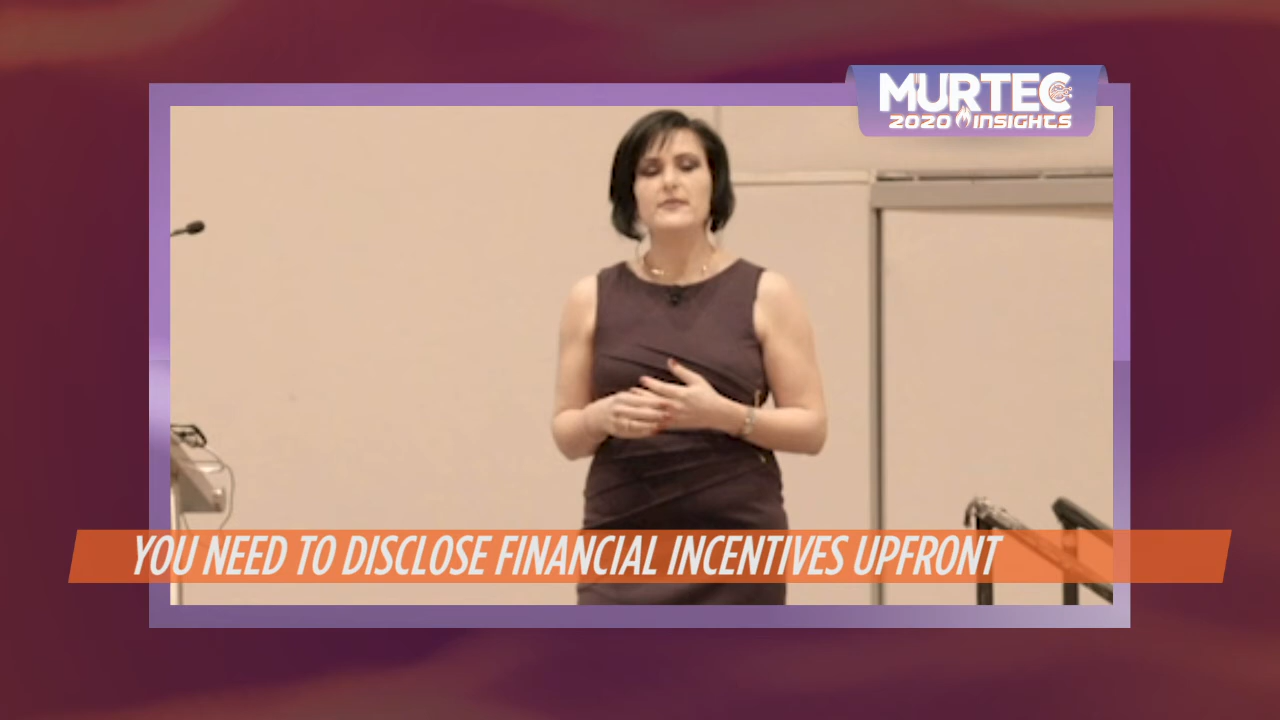 MURTEC
2020 INSIGHTS
YOU NEED TO DISCLOSE FINANCIAL INCENTIVES UPFRONT